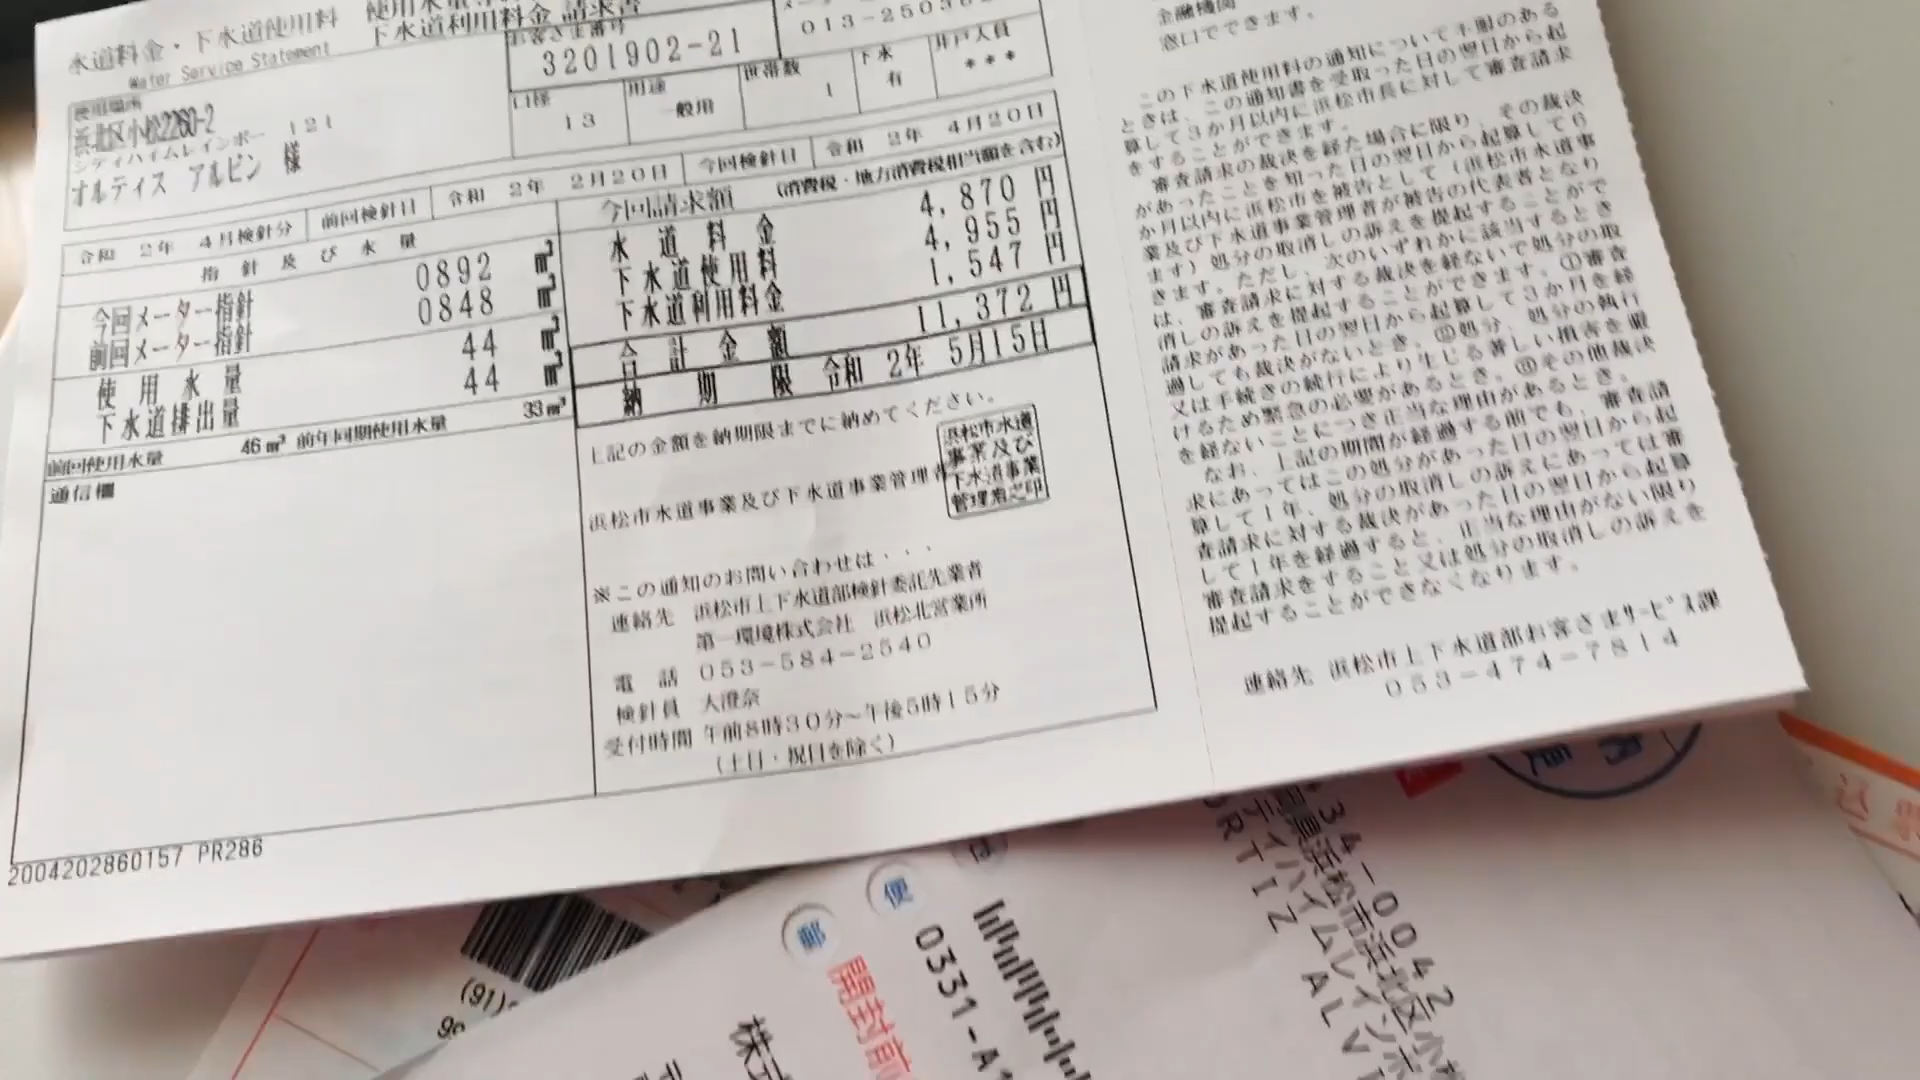 水道料金・下水道使用料
下水道利用料金 請求書
Water Service Statement
お客さま番号
3201902-21
使用場所
浜北区小松2260-2
シティハイムレインボー 121
オルティス アルビン 様
口径
13
用途
一般用
世帯数
1
下水
有
井戸人員
***
令和 2年 4月検針分
前回検針日
令和 2年 2月20日
今回検針日
令和 2年 4月20日
指針及び水量
今回メーター指針 0892 m³
前回メーター指針 0848 m³
使用水量 44 m³
下水道排出量 44 m³
前回使用水量 46 m³ 前年同期使用水量 33 m³
通信欄
今回請求額 (消費税・地方消費税相当額を含む)
水道料金 4,870 円
下水道使用料 4,955 円
下水道利用料金 1,547 円
合計金額 11,372 円
納期限 令和 2年 5月15日
上記の金額を納期限までに納めてください。
浜松市水道事業及び下水道事業管理者
浜松市水道
事業及び
下水道事業
管理者之印
※この通知のお問い合わせは・・・
連絡先 浜松市上下水道部検針委託先業者
第一環境株式会社 浜松北営業所
電話 053-584-2540
検針員 大澄奈
受付時間 午前8時30分~午後5時15分
(土日・祝日を除く)
2004202860157 PR286
金融機関
窓口でできます。
この下水道使用料の通知について不服のある
ときは、この通知書を受取った日の翌日から起
算して3か月以内に浜松市長に対して審査請求
をすることができます。
審査請求の裁決を経た場合に限り、その裁決
があったことを知った日の翌日から起算して6
か月以内に浜松市を被告として(浜松市水道事
業及び下水道事業管理者が被告の代表者となり
ます)処分の取消しの訴えを提起することがで
きます。ただし、次のいずれかに該当するとき
は、審査請求に対する裁決を経ないで処分の取
消しの訴えを提起することができます。①審査
請求があった日の翌日から起算して3か月を経
過しても裁決がないとき。②処分、処分の執行
又は手続きの続行により生じる著しい損害を避
けるため緊急の必要があるとき。③その他裁決
を経ないことにつき正当な理由があるとき。
なお、上記の期間が経過する前でも、審査請
求にあってはこの処分があった日の翌日から起
算して1年、処分の取消しの訴えにあっては審
査請求に対する裁決があった日の翌日から起算
して1年を経過すると、正当な理由がない限り
審査請求をすること又は処分の取消しの訴えを
提起することができなくなります。
連絡先 浜松市上下水道部お客さまサービス課
053-474-7814
34-0042
岡県浜松市浜北区小松
ティハイムレインボ
ORTIZ ALV
0331-A
開封前
株式
(91)